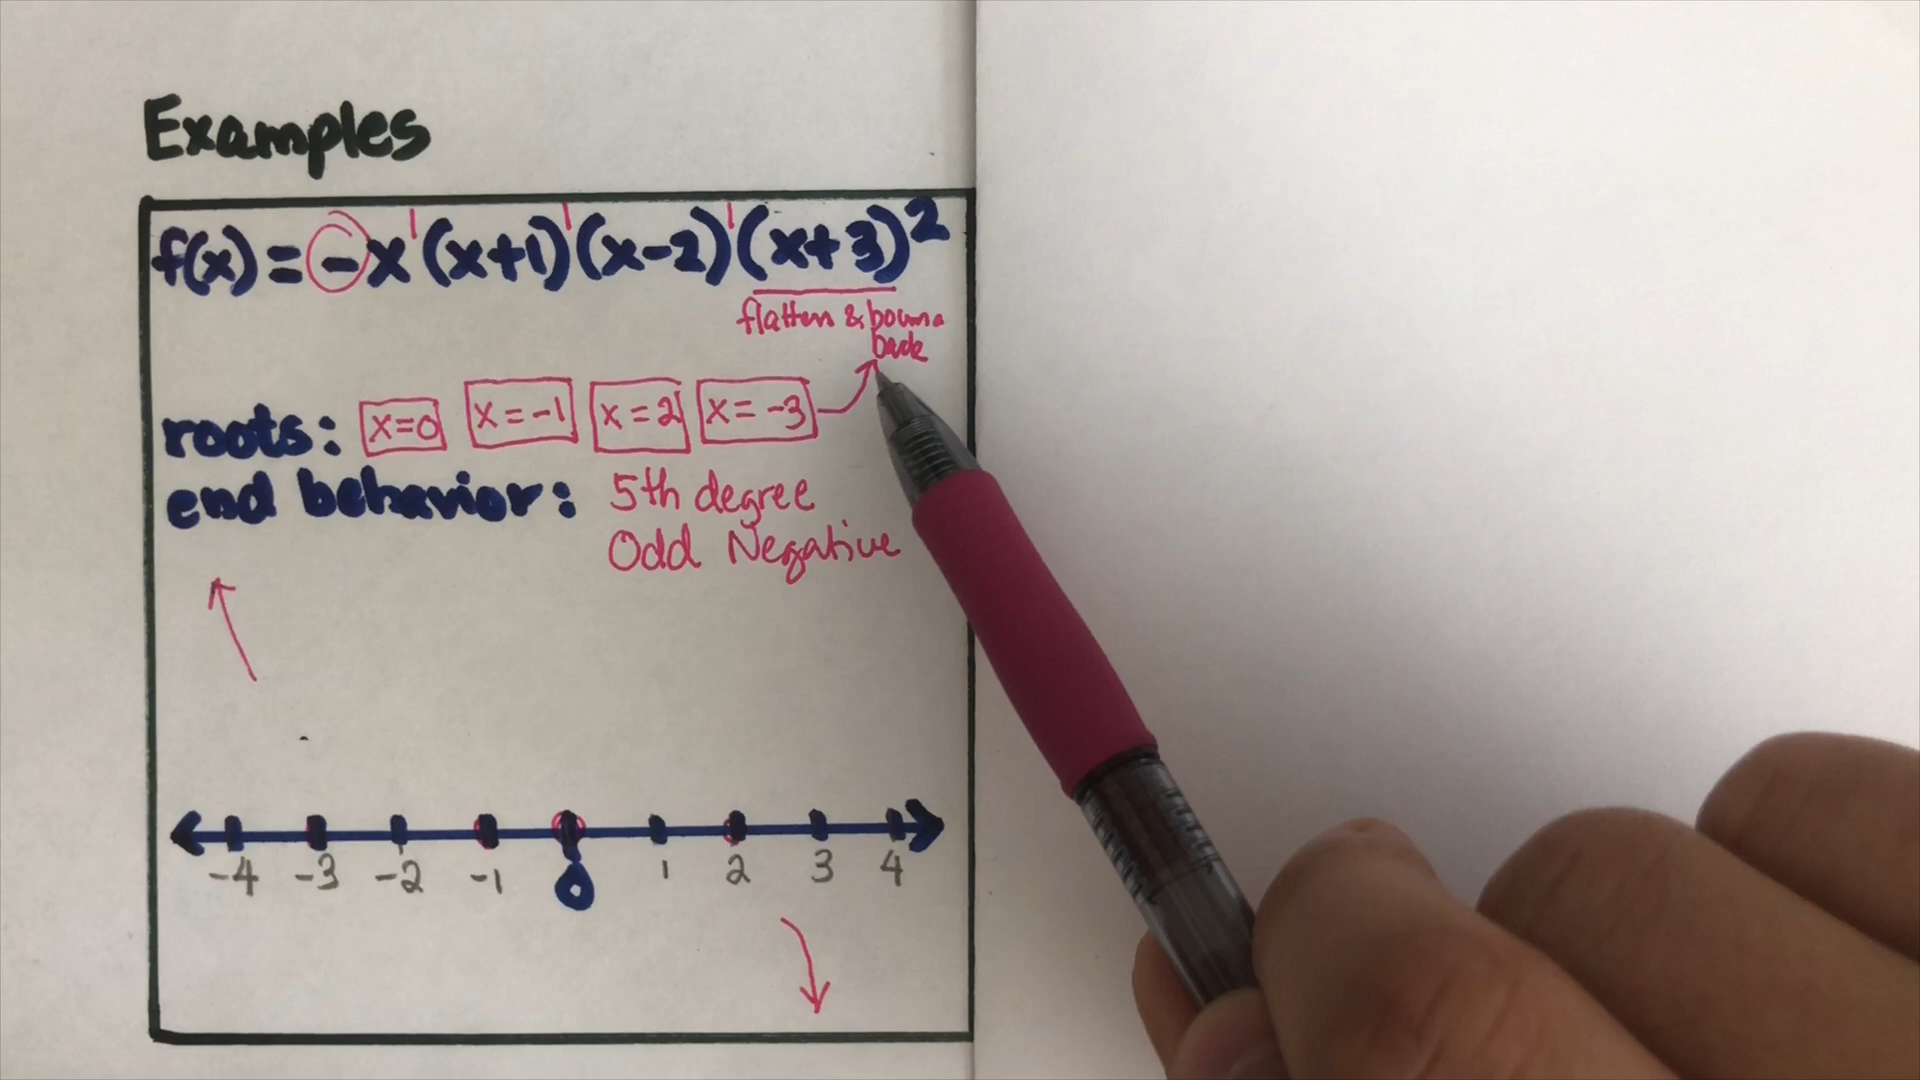 Examples
f(x) = -x¹(x+1)¹(x-2)¹(x+3)²
flatten &
back
roots: x=0 x=-1 x=2 x=-3
end behavior: 5th degree
Odd Negative
-4 -3 -2 -1 0 1 2 3 4